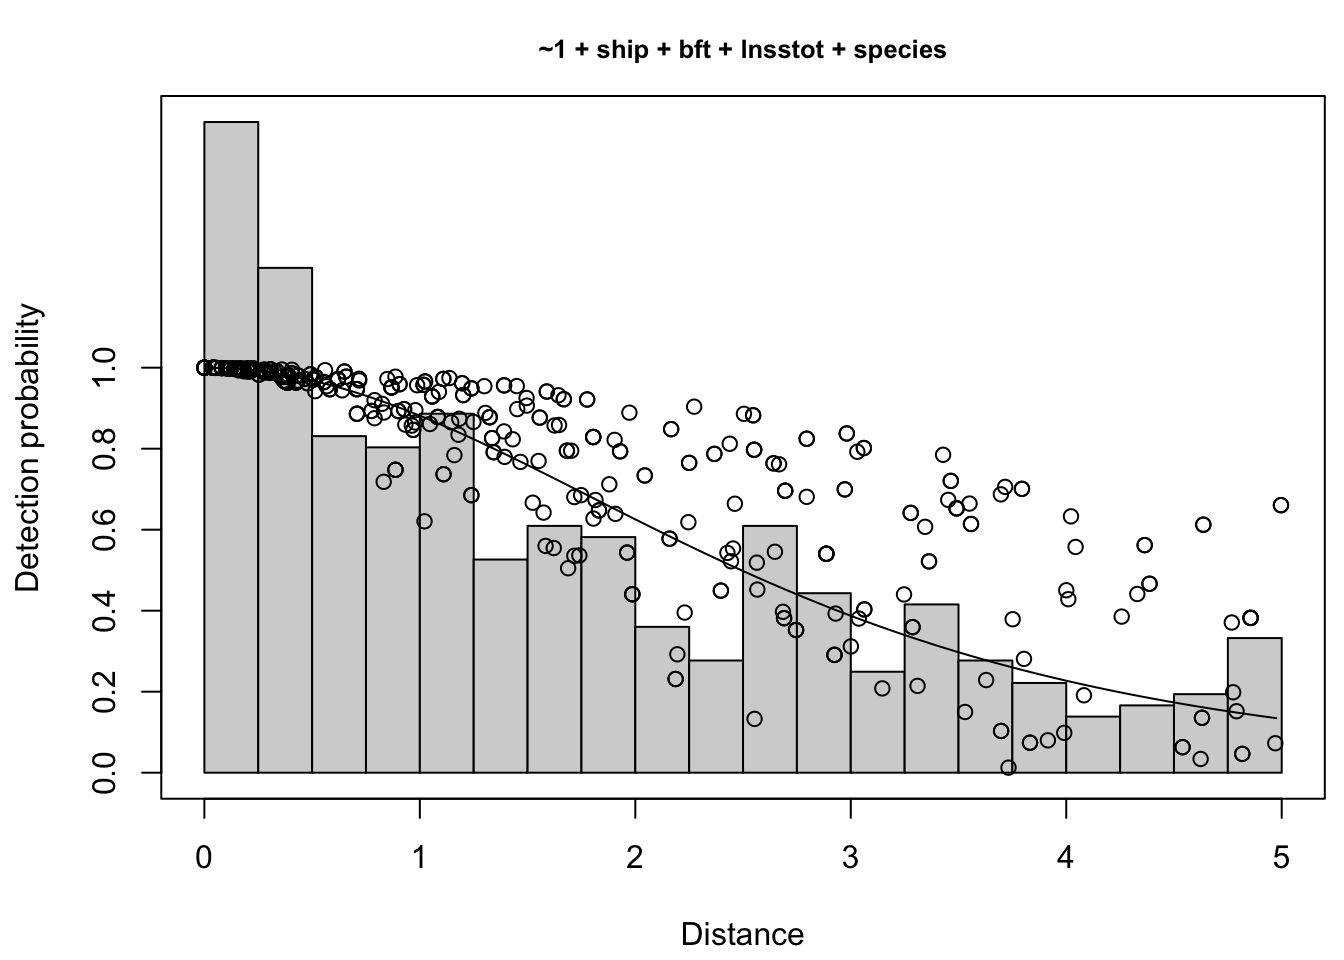 ~1 + ship + bft + lnsstot + species
Detection probability
1.0
0.8
0.6
0.4
0.2
0.0
0 1 2 3 4 5
Distance